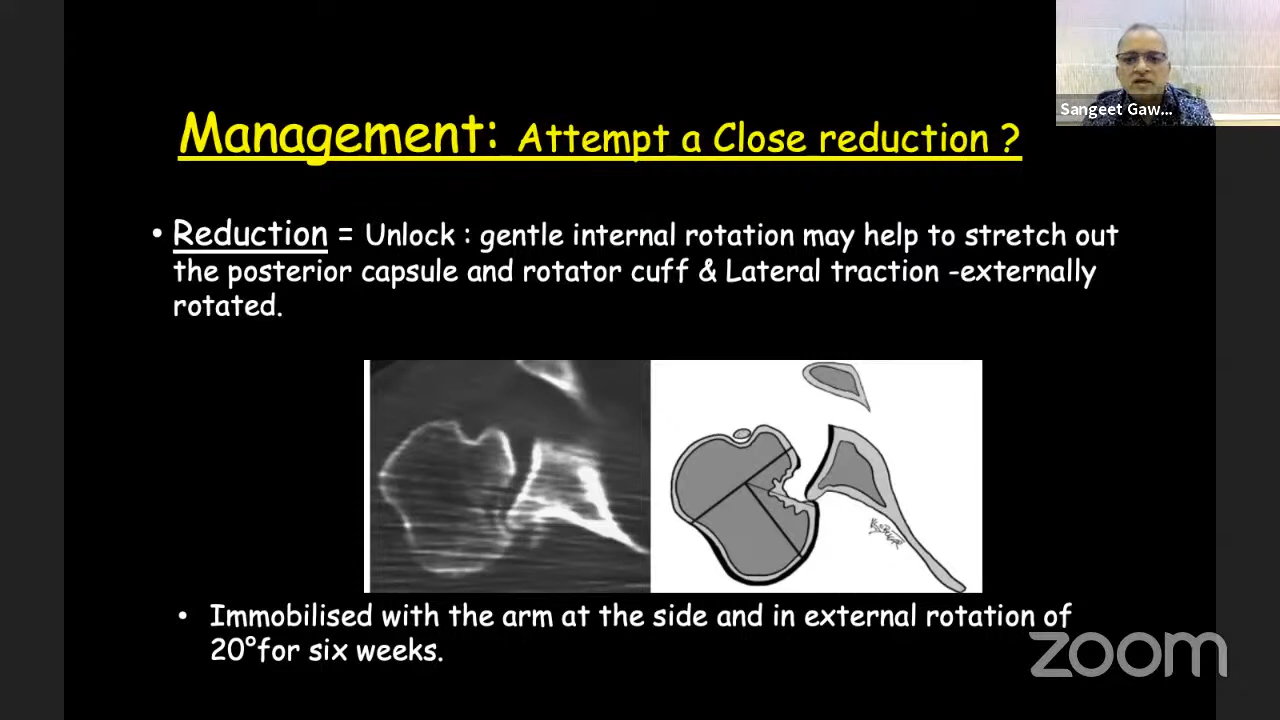 Sangeet Gaw...
Management: Attempt a Close reduction ?
• Reduction = Unlock : gentle internal rotation may help to stretch out
the posterior capsule and rotator cuff & Lateral traction -externally
rotated.
• Immobilised with the arm at the side and in external rotation of
20°for six weeks.
zoom